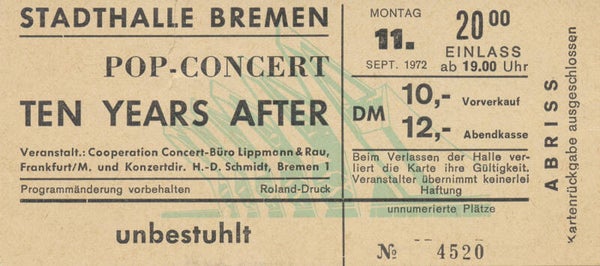 STADTHALLE BREMEN
POP-CONCERT
TEN YEARS AFTER
Veranstalt.: Cooperation Concert-Büro Lippmann & Rau,
Frankfurt/M. und Konzertdir. H.-D. Schmidt, Bremen 1
Programmänderung vorbehalten Roland-Druck
unbestuhlt
MONTAG
11.
SEPT. 1972
20 00
EINLASS
ab 19.00 Uhr
DM 10,- Vorverkauf
12,- Abendkasse
Beim Verlassen der Halle ver-
liert die Karte ihre Gültigkeit.
Veranstalter übernimmt keinerlei
Haftung
unnumerierte Plätze
№ 4520
ABRISS
Kartenrückgabe ausgeschlossen